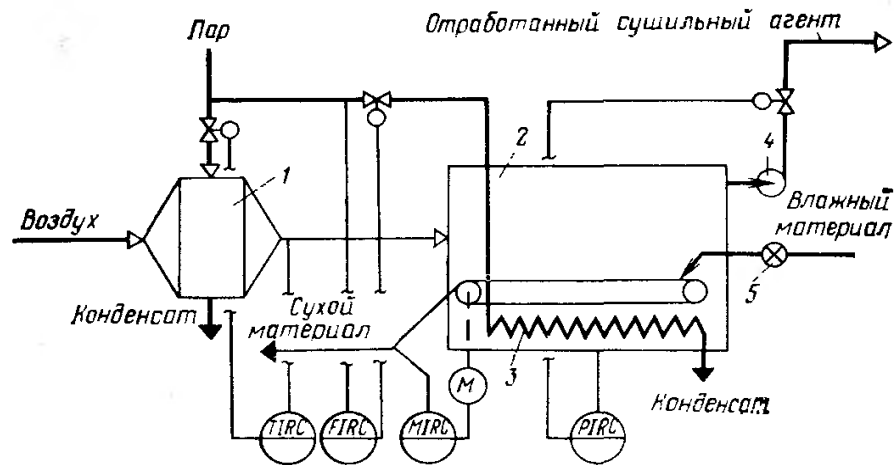 Пар
Отработанный сушильный агент
1
2
4
Воздух
Влажный
материал
5
Конденсат
Сухой
материал
3
М
Конденсат
TIRC
FIRC
MIRC
PIRC